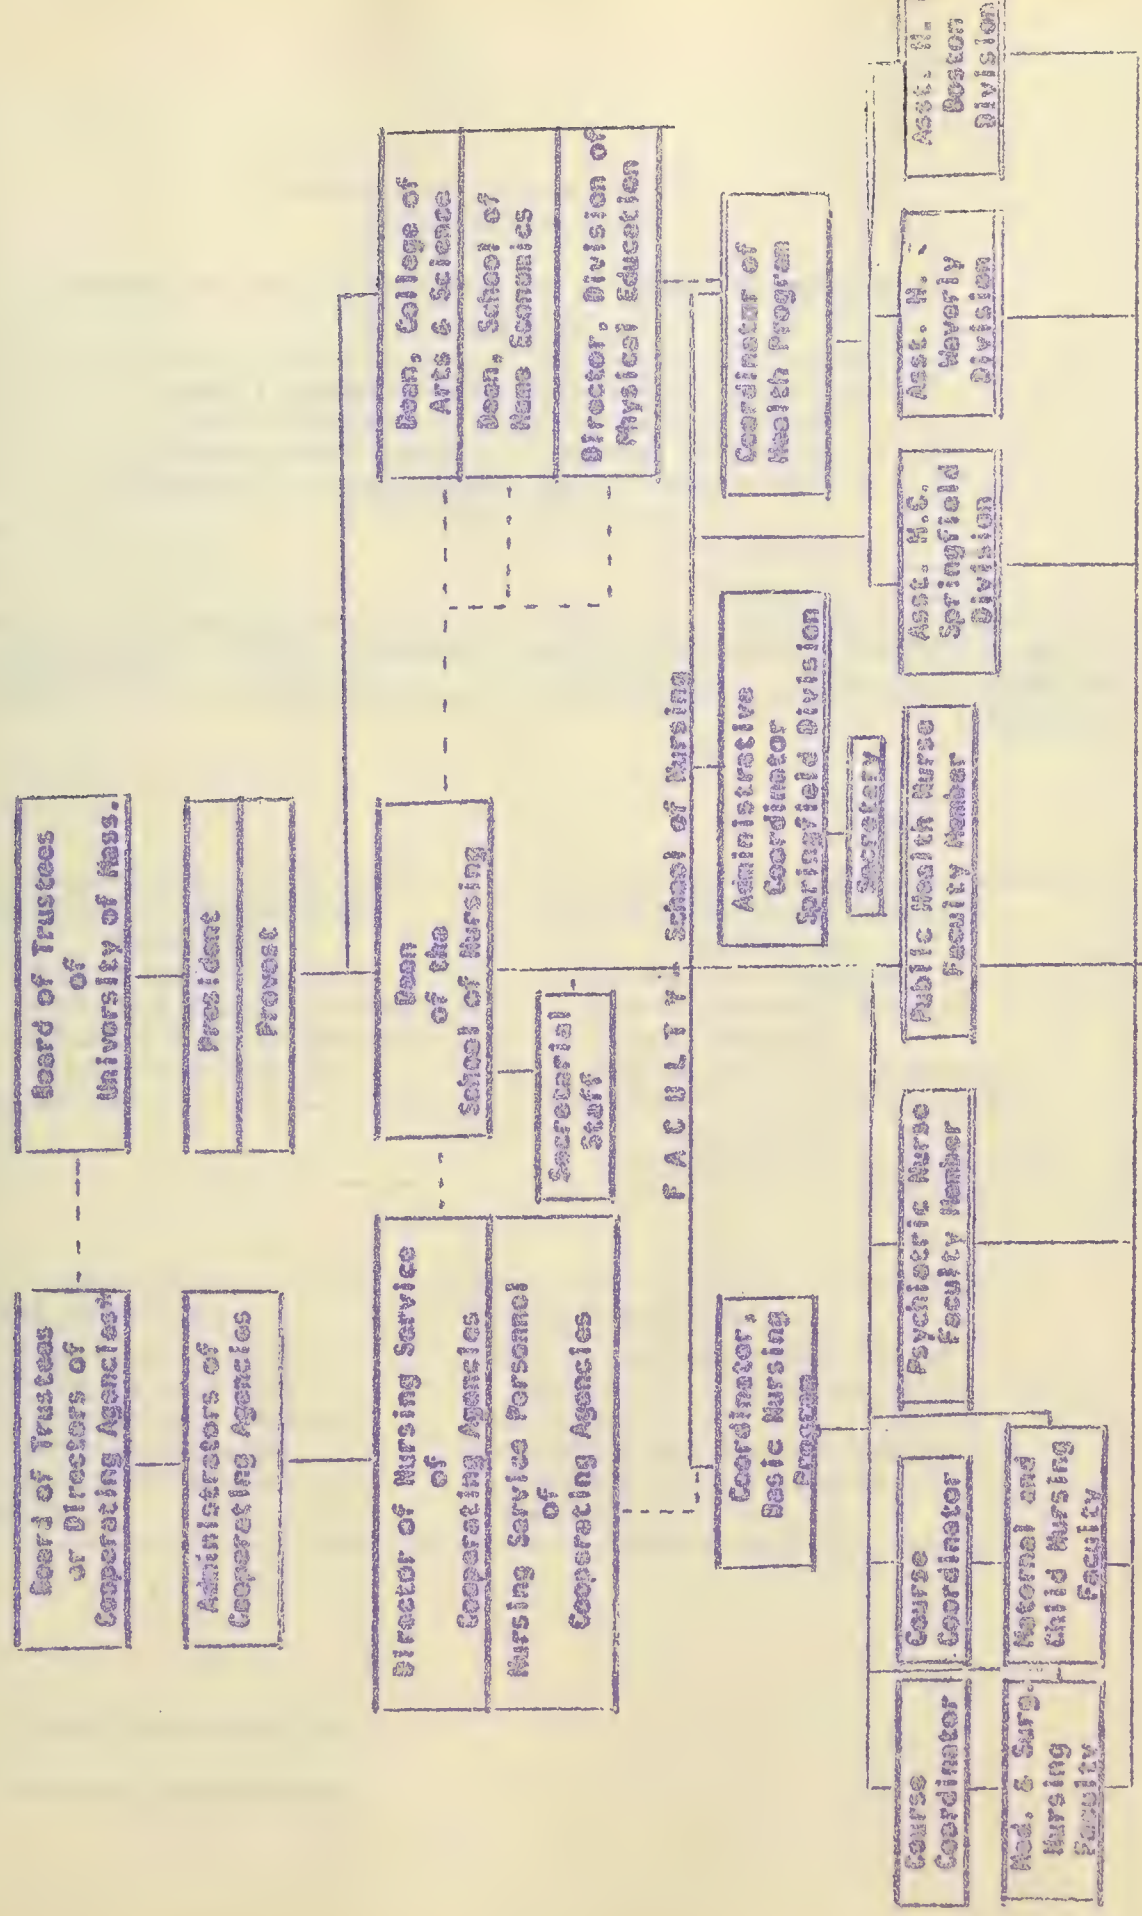 Board of Trustees
or Directors of
Cooperating Agencies*
Board of Trustees
of
University of Mass.
Administrators of
Cooperating Agencies
President
Provost
Director of Nursing Service
of
Cooperating Agencies
Nursing Service Personnel
of
Cooperating Agencies
Dean
of the
School of Nursing
Dean, College of
Arts & Science
Dean, School of
Home Economics
Director, Division of
Physical Education
Secretarial
Staff
F A C U L T Y - School of Nursing
Coordinator,
Basic Nursing
Program
Administrative
Coordinator
Springfield Division
Coordinator of
Health Program
Secretary
Course
Coordinator
Course
Coordinator
Psychiatric Nurse
Faculty Member
Public Health Nurse
Faculty Member
Asst. H.C.
Springfield
Division
Asst. H.
Waverly
Division
Asst. H.
Boston
Division
Med. & Surg.
Nursing
Faculty
Maternal and
Child Nursing
Faculty